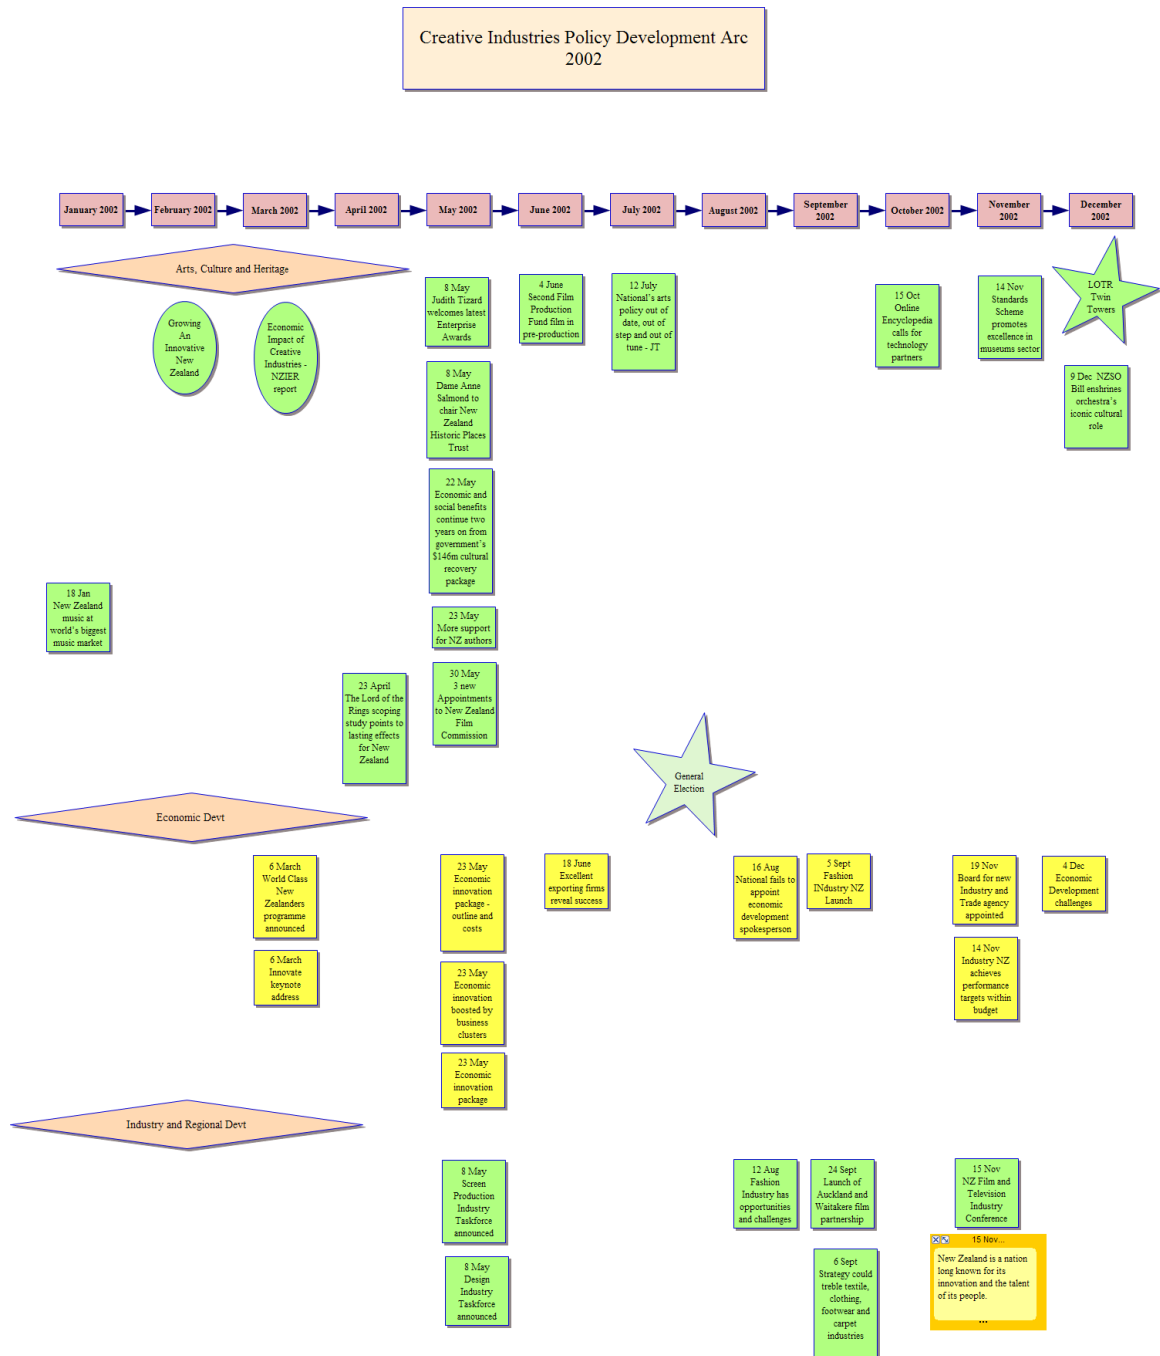 Creative Industries Policy Development Arc
2002
January 2002
February 2002
March 2002
April 2002
May 2002
June 2002
July 2002
August 2002
September
2002
October 2002
November
2002
December
2002
Arts, Culture and Heritage
Growing
An
Innovative
New
Zealand
Economic
Impact of
Creative
Industries -
NZIER
report
8 May
Judith Tizard
welcomes latest
Enterprise
Awards
4 June
Second Film
Production
Fund film in
pre-production
12 July
National's arts
policy out of
date, out of
step and out of
tune - JT
15 Oct
Online
Encyclopedia
calls for
technology
partners
14 Nov
Standards
Scheme
promotes
excellence in
museums sector
LOTR
Twin
Towers
9 Dec NZSO
Bill enshrines
orchestra's
iconic cultural
role
8 May
Dame Anne
Salmond to
chair New
Zealand
Historic Places
Trust
22 May
Economic and
social benefits
continue two
years on from
government's
$146m cultural
recovery
package
18 Jan
New Zealand
music at
world's biggest
music market
23 May
More support
for NZ authors
23 April
The Lord of the
Rings scoping
study points to
lasting effects
for New
Zealand
30 May
3 new
Appointments
to New Zealand
Film
Commission
General
Election
Economic Devt
6 March
World Class
New
Zealanders
programme
announced
6 March
Innovate
keynote
address
23 May
Economic
innovation
package -
outline and
costs
23 May
Economic
innovation
boosted by
business
clusters
23 May
Economic
innovation
package
18 June
Excellent
exporting firms
reveal success
16 Aug
National fails to
appoint
economic
development
spokesperson
5 Sept
Fashion
INdustry NZ
Launch
19 Nov
Board for new
Industry and
Trade agency
appointed
14 Nov
Industry NZ
achieves
performance
targets within
budget
4 Dec
Economic
Development
challenges
Industry and Regional Devt
8 May
Screen
Production
Industry
Taskforce
announced
8 May
Design
Industry
Taskforce
announced
12 Aug
Fashion
Industry has
opportunities
and challenges
24 Sept
Launch of
Auckland and
Waitakere film
partnership
6 Sept
Strategy could
treble textile,
clothing,
footwear and
carpet
industries
15 Nov
NZ Film and
Television
Industry
Conference
15 Nov...
New Zealand is a nation
long known for its
innovation and the talent
of its people.
...